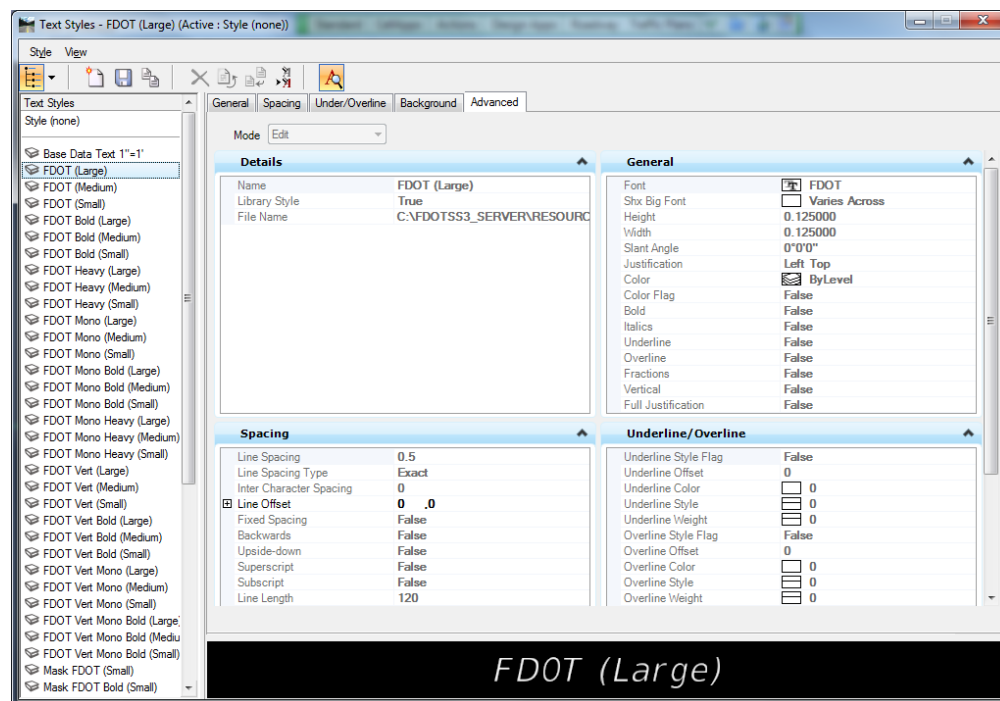 Text Styles - FDOT (Large) (Active : Style (none))
Style View
Text Styles
Style (none)
Base Data Text 1"=1'
FDOT (Large)
FDOT (Medium)
FDOT (Small)
FDOT Bold (Large)
FDOT Bold (Medium)
FDOT Bold (Small)
FDOT Heavy (Large)
FDOT Heavy (Medium)
FDOT Heavy (Small)
FDOT Mono (Large)
FDOT Mono (Medium)
FDOT Mono (Small)
FDOT Mono Bold (Large)
FDOT Mono Bold (Medium)
FDOT Mono Bold (Small)
FDOT Mono Heavy (Large)
FDOT Mono Heavy (Medium)
FDOT Mono Heavy (Small)
FDOT Vert (Large)
FDOT Vert (Medium)
FDOT Vert (Small)
FDOT Vert Bold (Large)
FDOT Vert Bold (Medium)
FDOT Vert Bold (Small)
FDOT Vert Mono (Large)
FDOT Vert Mono (Medium)
FDOT Vert Mono (Small)
FDOT Vert Mono Bold (Large)
FDOT Vert Mono Bold (Mediu
FDOT Vert Mono Bold (Small)
Mask FDOT (Small)
Mask FDOT Bold (Small)
General Spacing Under/Overline Background Advanced
Mode Edit
Details
Name FDOT (Large)
Library Style True
File Name C:\FDOTSS3_SERVER\RESOURC
General
Font FDOT
Shx Big Font Varies Across
Height 0.125000
Width 0.125000
Slant Angle 0°0'0"
Justification Left Top
Color ByLevel
Color Flag False
Bold False
Italics False
Underline False
Overline False
Fractions False
Vertical False
Full Justification False
Spacing
Line Spacing 0.5
Line Spacing Type Exact
Inter Character Spacing 0
Line Offset 0 ,0
Fixed Spacing False
Backwards False
Upside-down False
Superscript False
Subscript False
Line Length 120
Underline/Overline
Underline Style Flag False
Underline Offset 0
Underline Color 0
Underline Style 0
Underline Weight 0
Overline Style Flag False
Overline Offset 0
Overline Color 0
Overline Style 0
Overline Weight 0
FDOT (Large)